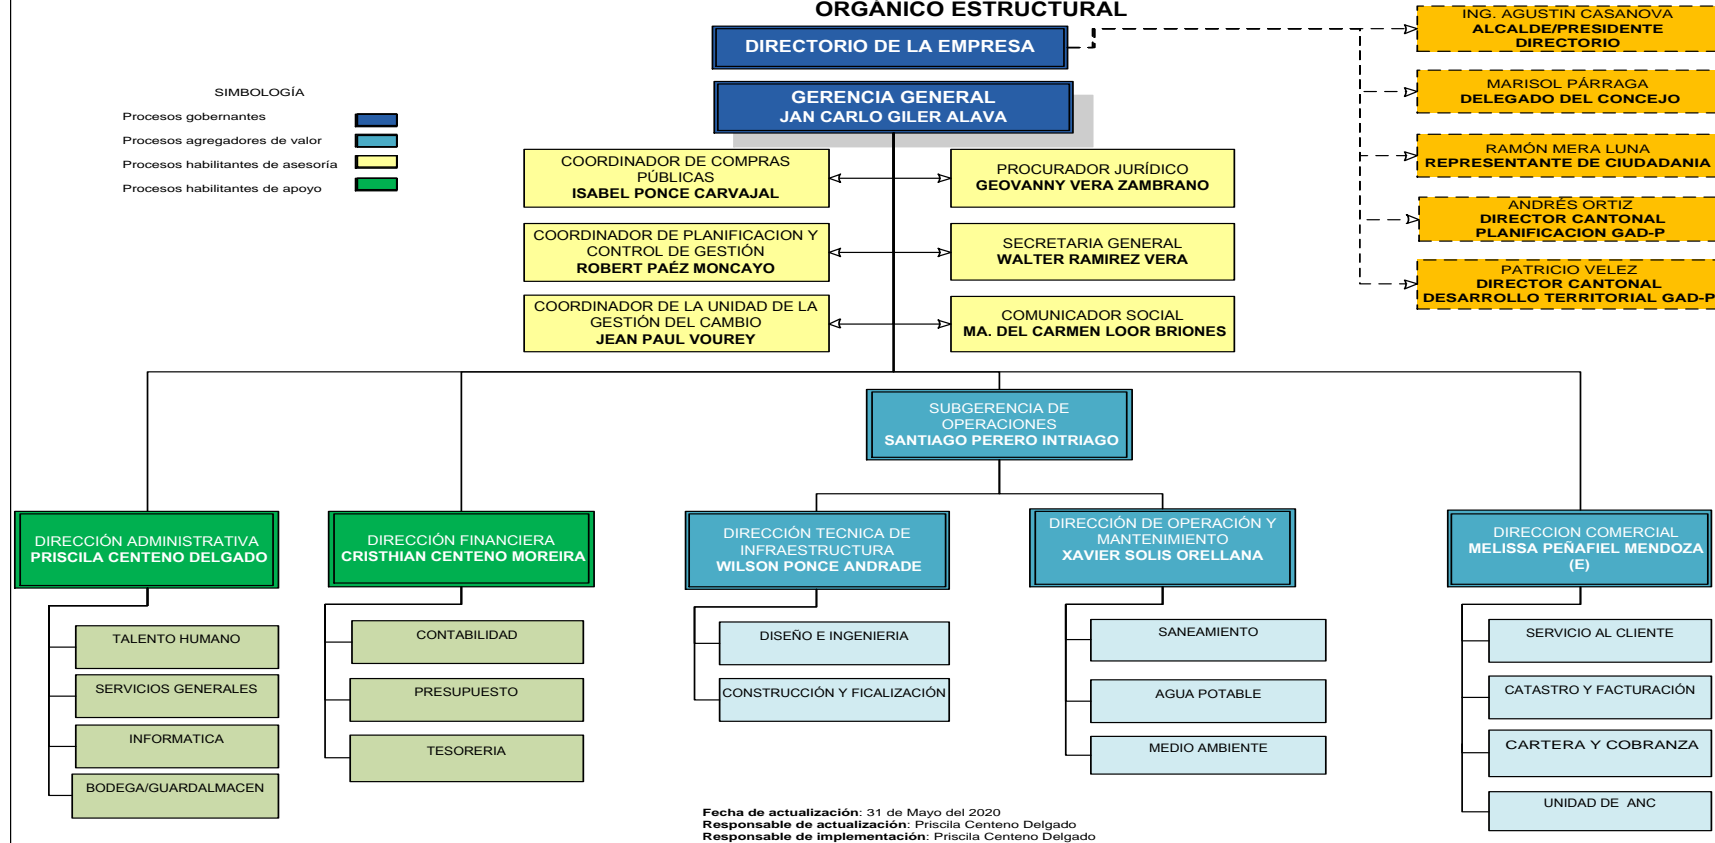 ORGÁNICO ESTRUCTURAL
DIRECTORIO DE LA EMPRESA
GERENCIA GENERAL
JAN CARLO GILER ALAVA
ING. AGUSTIN CASANOVA
ALCALDE/PRESIDENTE
DIRECTORIO
MARISOL PÁRRAGA
DELEGADO DEL CONCEJO
RAMÓN MERA LUNA
REPRESENTANTE DE CIUDADANIA
ANDRÉS ORTIZ
DIRECTOR CANTONAL
PLANIFICACION GAD-P
PATRICIO VELEZ
DIRECTOR CANTONAL
DESARROLLO TERRITORIAL GAD-P
SIMBOLOGÍA
Procesos gobernantes
Procesos agregadores de valor
Procesos habilitantes de asesoría
Procesos habilitantes de apoyo
COORDINADOR DE COMPRAS
PÚBLICAS
ISABEL PONCE CARVAJAL
PROCURADOR JURÍDICO
GEOVANNY VERA ZAMBRANO
COORDINADOR DE PLANIFICACION Y
CONTROL DE GESTIÓN
ROBERT PAÉZ MONCAYO
SECRETARIA GENERAL
WALTER RAMIREZ VERA
COORDINADOR DE LA UNIDAD DE LA
GESTIÓN DEL CAMBIO
JEAN PAUL VOUREY
COMUNICADOR SOCIAL
MA. DEL CARMEN LOOR BRIONES
SUBGERENCIA DE
OPERACIONES
SANTIAGO PERERO INTRIAGO
DIRECCIÓN ADMINISTRATIVA
PRISCILA CENTENO DELGADO
DIRECCIÓN FINANCIERA
CRISTHIAN CENTENO MOREIRA
DIRECCIÓN TECNICA DE
INFRAESTRUCTURA
WILSON PONCE ANDRADE
DIRECCIÓN DE OPERACIÓN Y
MANTENIMIENTO
XAVIER SOLIS ORELLANA
DIRECCION COMERCIAL
MELISSA PEÑAFIEL MENDOZA
(E)
TALENTO HUMANO
SERVICIOS GENERALES
INFORMATICA
BODEGA/GUARDALMACEN
CONTABILIDAD
PRESUPUESTO
TESORERIA
DISEÑO E INGENIERIA
CONSTRUCCIÓN Y FICALIZACIÓN
SANEAMIENTO
AGUA POTABLE
MEDIO AMBIENTE
SERVICIO AL CLIENTE
CATASTRO Y FACTURACIÓN
CARTERA Y COBRANZA
UNIDAD DE ANC
Fecha de actualización: 31 de Mayo del 2020
Responsable de actualización: Priscila Centeno Delgado
Responsable de implementación: Priscila Centeno Delgado